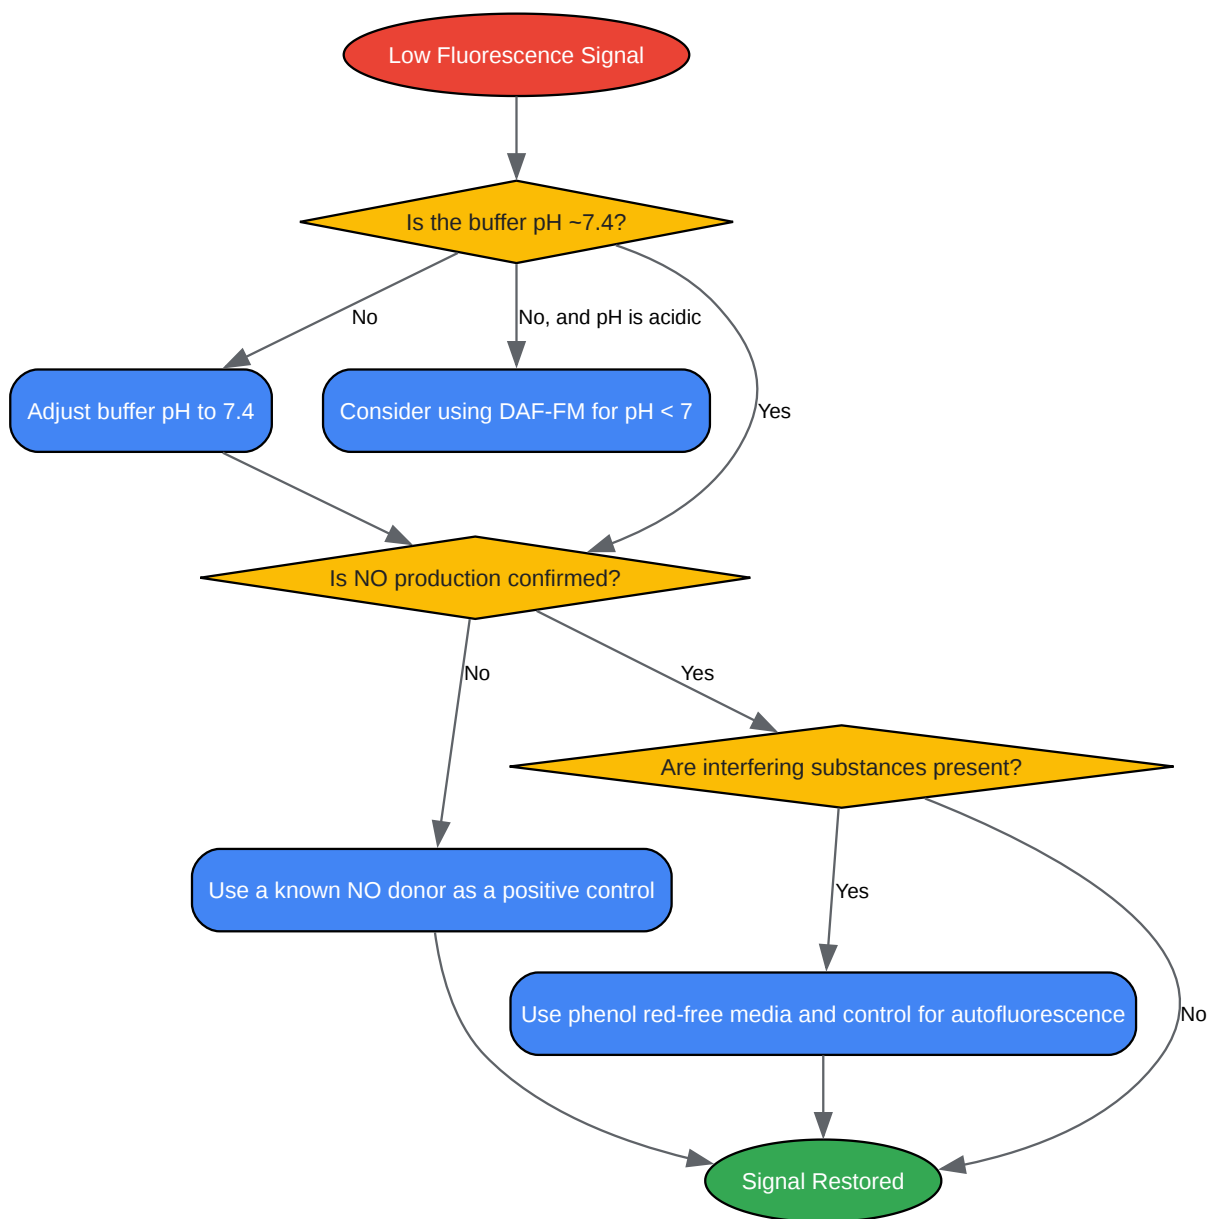 Low Fluorescence Signal
Is the buffer pH ~7.4?
No
No, and pH is acidic
Yes
Adjust buffer pH to 7.4
Consider using DAF-FM for pH < 7
Is NO production confirmed?
No
Yes
Are interfering substances present?
Use a known NO donor as a positive control
Yes
No
Use phenol red-free media and control for autofluorescence
Signal Restored